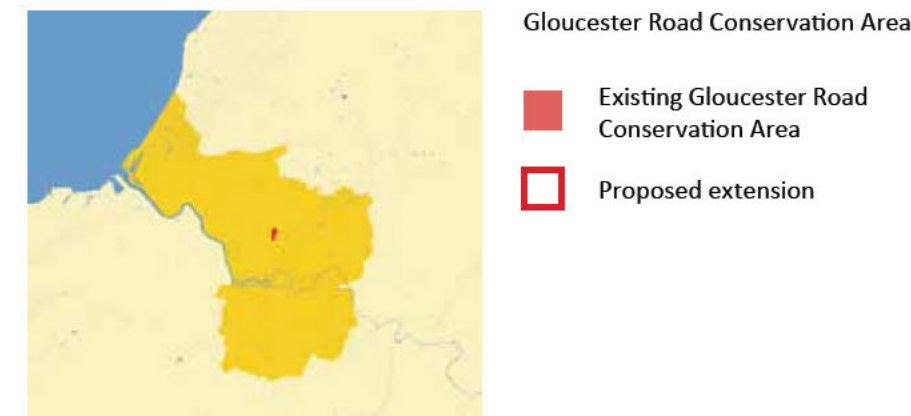 Gloucester Road Conservation Area
Existing Gloucester Road
Conservation Area
Proposed extension